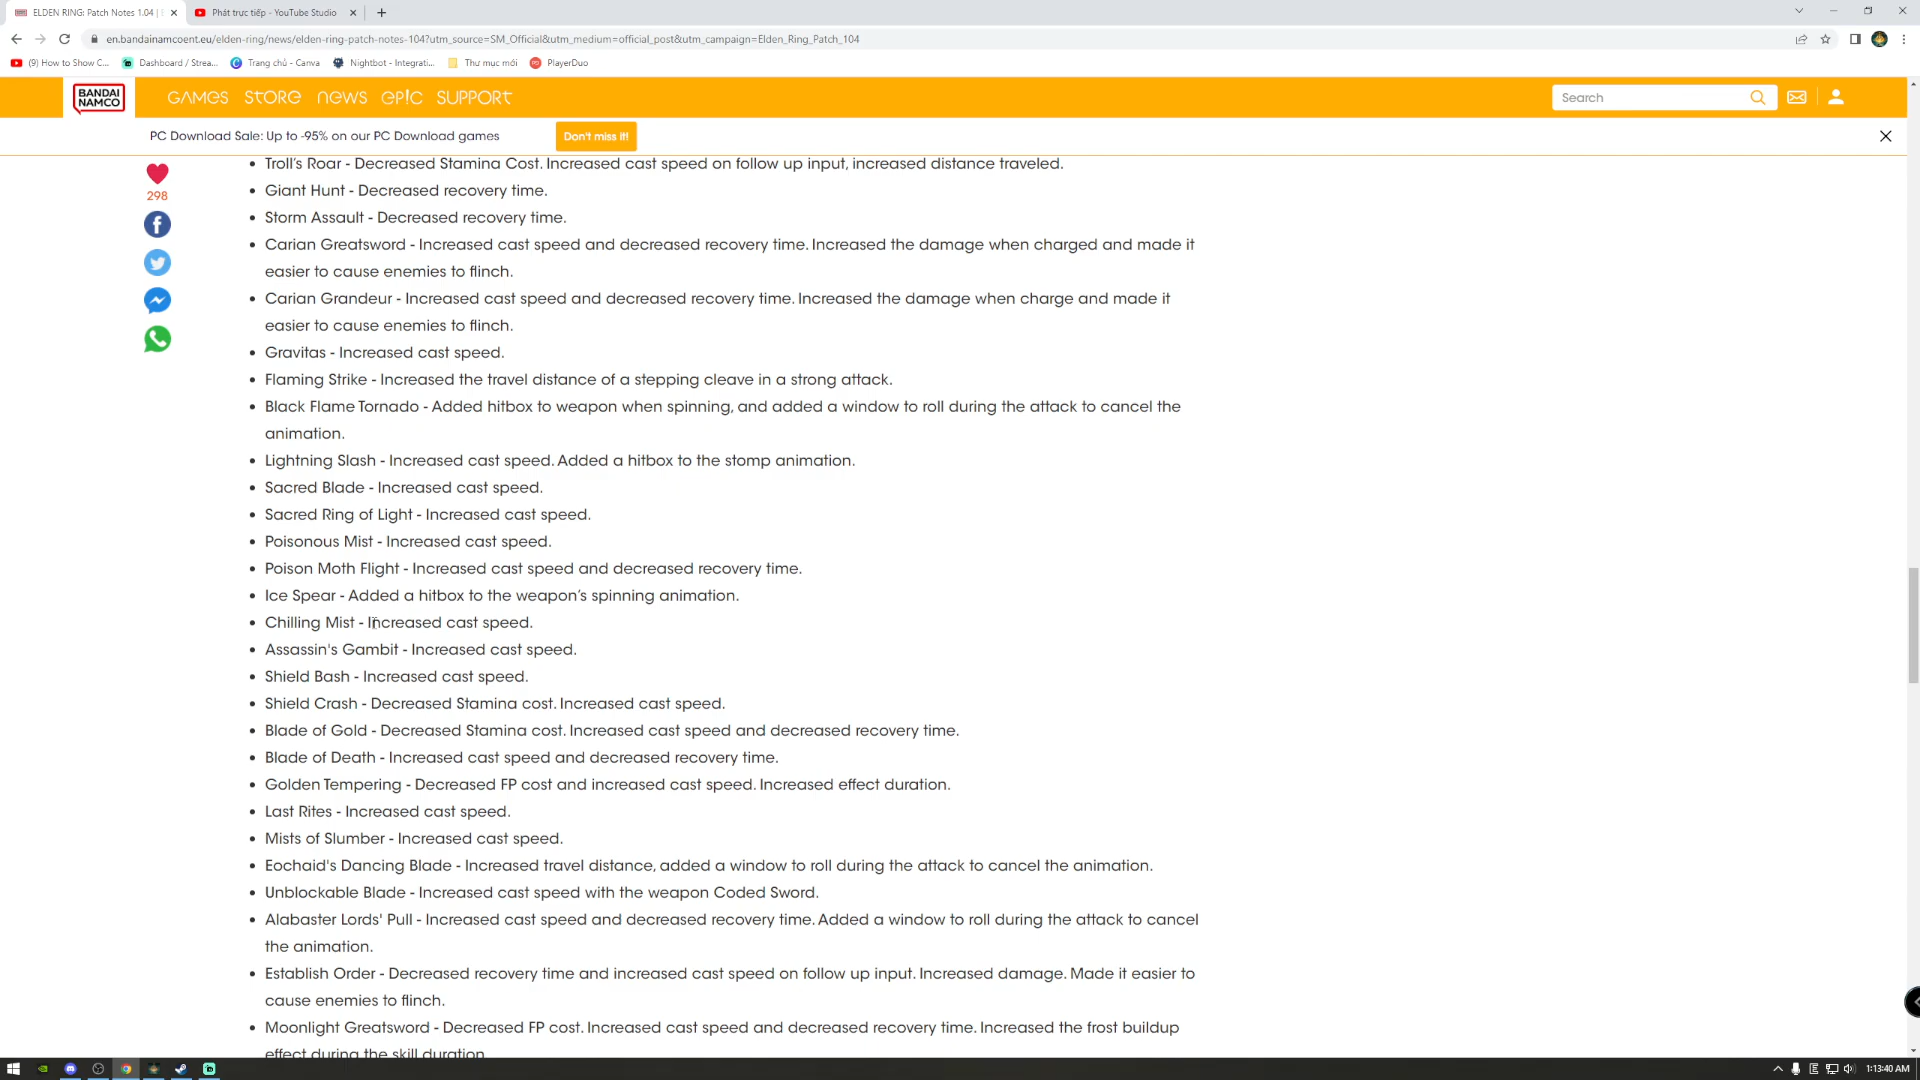 ELDEN RING: Patch Notes 1.04 |
Phát trực tiếp - YouTube Studio
en.bandainamcoent.eu/elden-ring/news/elden-ring-patch-notes-104?utm_source=SM_Official&utm_medium=official_post&utm_campaign=Elden_Ring_Patch_104
(9) How to Show C...
Dashboard / Strea...
Trang chủ - Canva
Nightbot - Integrati...
Thư mục mới
PlayerDuo
BANDAI
NAMCO
GAMES STORE NEWS EPIC SUPPORT
Search
PC Download Sale: Up to -95% on our PC Download games
Don't miss it!
298
• Troll's Roar - Decreased Stamina Cost. Increased cast speed on follow up input, increased distance traveled.
• Giant Hunt - Decreased recovery time.
• Storm Assault - Decreased recovery time.
• Carian Greatsword - Increased cast speed and decreased recovery time. Increased the damage when charged and made it
easier to cause enemies to flinch.
• Carian Grandeur - Increased cast speed and decreased recovery time. Increased the damage when charge and made it
easier to cause enemies to flinch.
• Gravitas - Increased cast speed.
• Flaming Strike - Increased the travel distance of a stepping cleave in a strong attack.
• Black Flame Tornado - Added hitbox to weapon when spinning, and added a window to roll during the attack to cancel the
animation.
• Lightning Slash - Increased cast speed. Added a hitbox to the stomp animation.
• Sacred Blade - Increased cast speed.
• Sacred Ring of Light - Increased cast speed.
• Poisonous Mist - Increased cast speed.
• Poison Moth Flight - Increased cast speed and decreased recovery time.
• Ice Spear - Added a hitbox to the weapon's spinning animation.
• Chilling Mist - Increased cast speed.
• Assassin's Gambit - Increased cast speed.
• Shield Bash - Increased cast speed.
• Shield Crash - Decreased Stamina cost. Increased cast speed.
• Blade of Gold - Decreased Stamina cost. Increased cast speed and decreased recovery time.
• Blade of Death - Increased cast speed and decreased recovery time.
• Golden Tempering - Decreased FP cost and increased cast speed. Increased effect duration.
• Last Rites - Increased cast speed.
• Mists of Slumber - Increased cast speed.
• Eochaid's Dancing Blade - Increased travel distance, added a window to roll during the attack to cancel the animation.
• Unblockable Blade - Increased cast speed with the weapon Coded Sword.
• Alabaster Lords' Pull - Increased cast speed and decreased recovery time. Added a window to roll during the attack to cancel
the animation.
• Establish Order - Decreased recovery time and increased cast speed on follow up input. Increased damage. Made it easier to
cause enemies to flinch.
• Moonlight Greatsword - Decreased FP cost. Increased cast speed and decreased recovery time. Increased the frost buildup
effect during the skill duration
1:13:40 AM